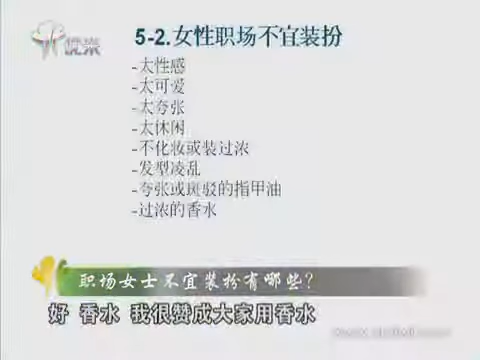 优米
5-2.女性职场不宜装扮
-太性感
-太可爱
-太夸张
-太休闲
-不化妆或装过浓
-发型凌乱
-夸张或斑驳的指甲油
-过浓的香水
职场女士不宜装扮有哪些?
好 香水 我很赞成大家用香水